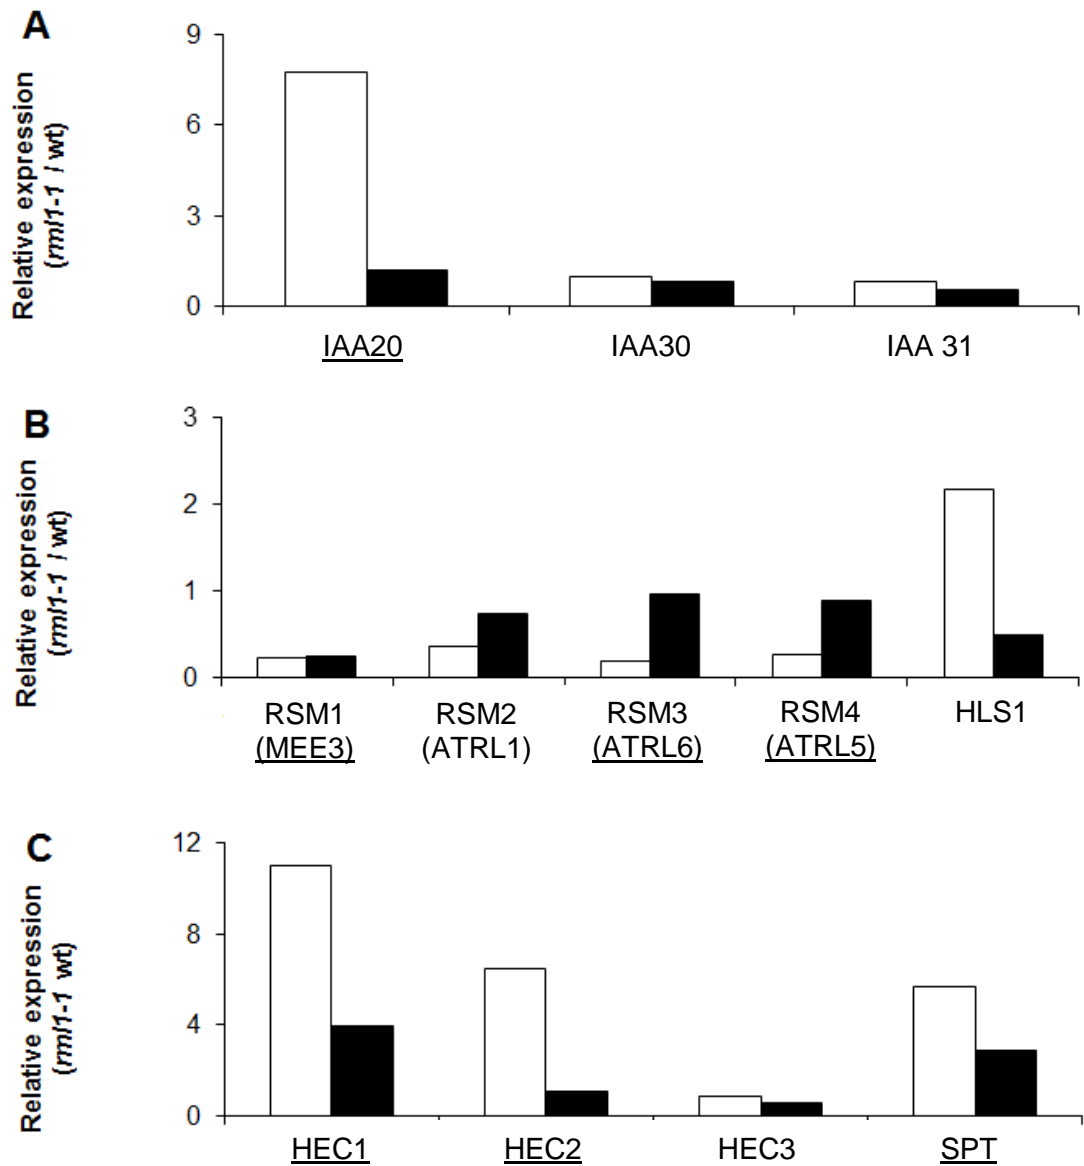 A
Relative expression
(rml1-1 / wt)
9
6
3
0
IAA20
IAA30
IAA 31
B
Relative expression
(rml1-1 / wt)
3
2
1
0
RSM1
(MEE3)
RSM2
(ATRL1)
RSM3
(ATRL6)
RSM4
(ATRL5)
HLS1
C
Relative expression
(rml1-1 wt)
12
8
4
0
HEC1
HEC2
HEC3
SPT